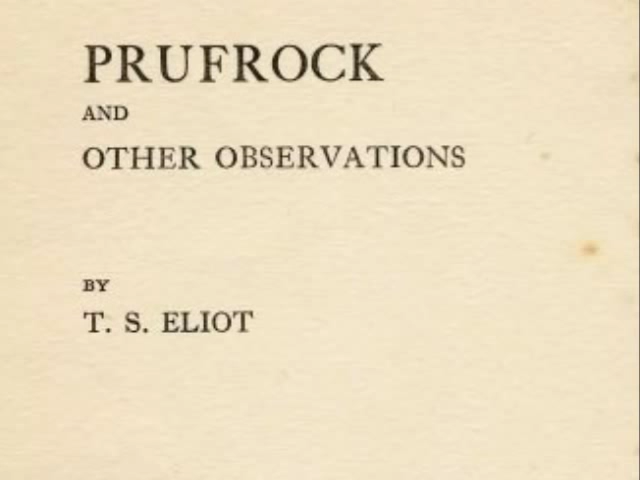 PRUFROCK
AND
OTHER OBSERVATIONS
BY
T. S. ELIOT